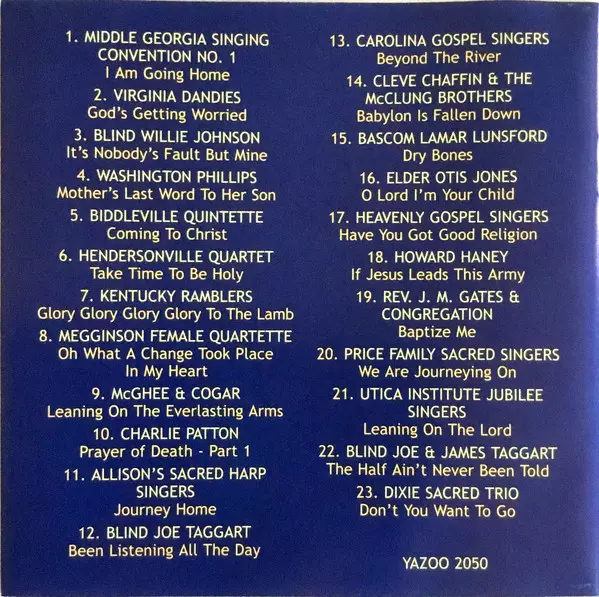 1. MIDDLE GEORGIA SINGING
CONVENTION NO. 1
I Am Going Home
2. VIRGINIA DANDIES
God's Getting Worried
3. BLIND WILLIE JOHNSON
It's Nobody's Fault But Mine
4. WASHINGTON PHILLIPS
Mother's Last Word To Her Son
5. BIDDLEVILLE QUINTETTE
Coming To Christ
6. HENDERSONVILLE QUARTET
Take Time To Be Holy
7. KENTUCKY RAMBLERS
Glory Glory Glory Glory To The Lamb
8. MEGGINSON FEMALE QUARTETTE
Oh What A Change Took Place
In My Heart
9. McGHEE & COGAR
Leaning On The Everlasting Arms
10. CHARLIE PATTON
Prayer of Death - Part 1
11. ALLISON'S SACRED HARP
SINGERS
Journey Home
12. BLIND JOE TAGGART
Been Listening All The Day
13. CAROLINA GOSPEL SINGERS
Beyond The River
14. CLEVE CHAFFIN & THE
McCLUNG BROTHERS
Babylon Is Fallen Down
15. BASCOM LAMAR LUNSFORD
Dry Bones
16. ELDER OTIS JONES
O Lord I'm Your Child
17. HEAVENLY GOSPEL SINGERS
Have You Got Good Religion
18. HOWARD HANEY
If Jesus Leads This Army
19. REV. J. M. GATES &
CONGREGATION
Baptize Me
20. PRICE FAMILY SACRED SINGERS
We Are Journeying On
21. UTICA INSTITUTE JUBILEE
SINGERS
Leaning On The Lord
22. BLIND JOE & JAMES TAGGART
The Half Ain't Never Been Told
23. DIXIE SACRED TRIO
Don't You Want To Go
YAZOO 2050